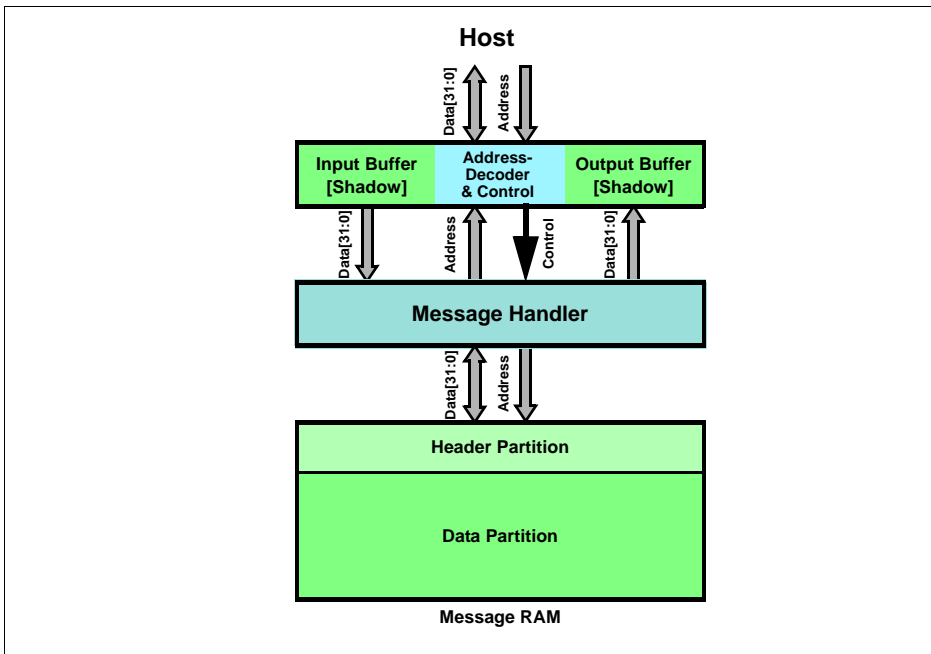 Host
Data[31:0]
Address
Input Buffer
[Shadow]
Address-
Decoder
& Control
Output Buffer
[Shadow]
Data[31:0]
Address
Control
Data[31:0]
Message Handler
Data[31:0]
Address
Header Partition
Data Partition
Message RAM